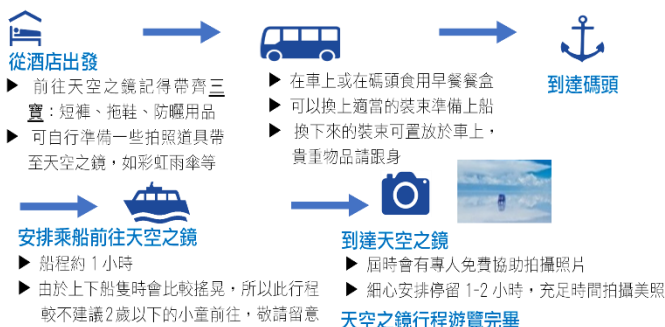 從酒店出發
▶ 前往天空之鏡記得帶齊三
寶：短褲、拖鞋、防曬用品
▶ 可自行準備一些拍照道具帶
至天空之鏡，如彩虹雨傘等
▶ 在車上或在碼頭食用早餐餐盒
▶ 可以換上適當的裝束準備上船
▶ 換下來的裝束可置放於車上，
貴重物品請跟身
到達碼頭
安排乘船前往天空之鏡
▶ 船程約 1 小時
▶ 由於上下船隻時會比較搖晃，所以此行程
較不建議2歲以下的小童前往，敬請留意
到達天空之鏡
▶ 屆時會有專人免費協助拍攝照片
▶ 細心安排停留 1-2 小時，充足時間拍攝美照
天空之鏡行程遊覽完畢